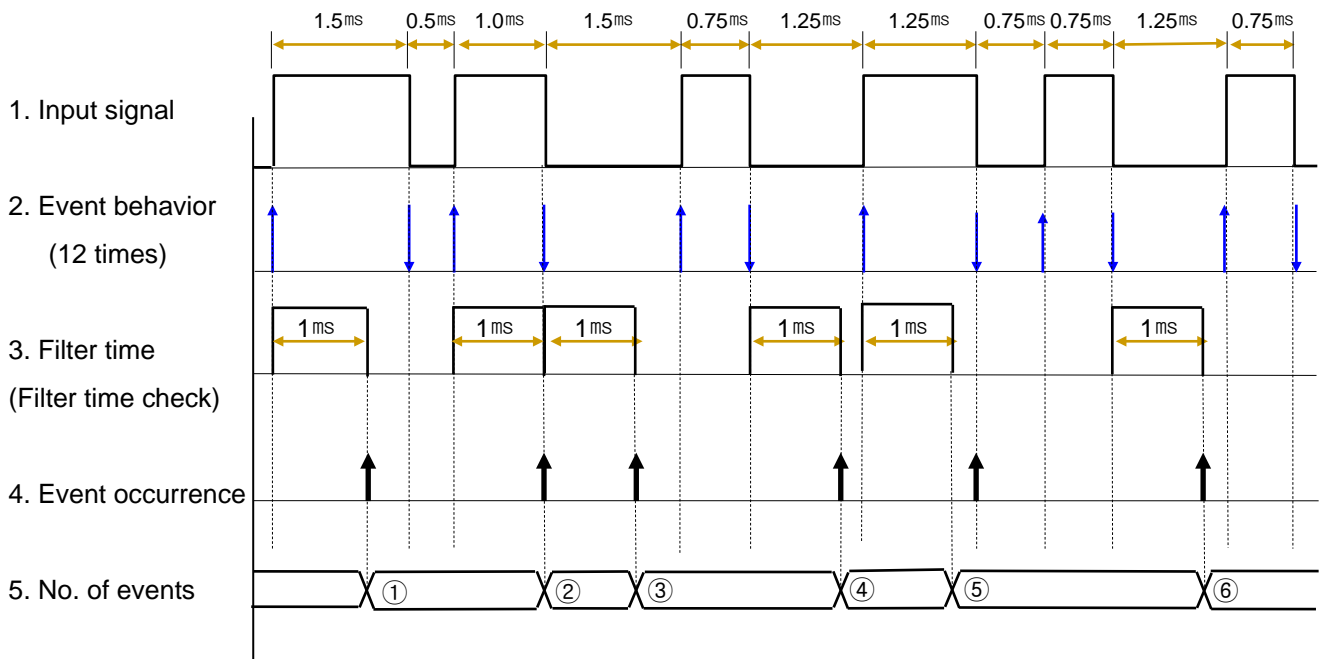 1.5㎳ 0.5㎳ 1.0㎳ 1.5㎳ 0.75㎳ 1.25㎳ 1.25㎳ 0.75㎳ 0.75㎳ 1.25㎳ 0.75㎳
1. Input signal
2. Event behavior
(12 times)
1㎳ 1㎳ 1㎳ 1㎳ 1㎳ 1㎳
3. Filter time
(Filter time check)
4. Event occurrence
5. No. of events ① ② ③ ④ ⑤ ⑥